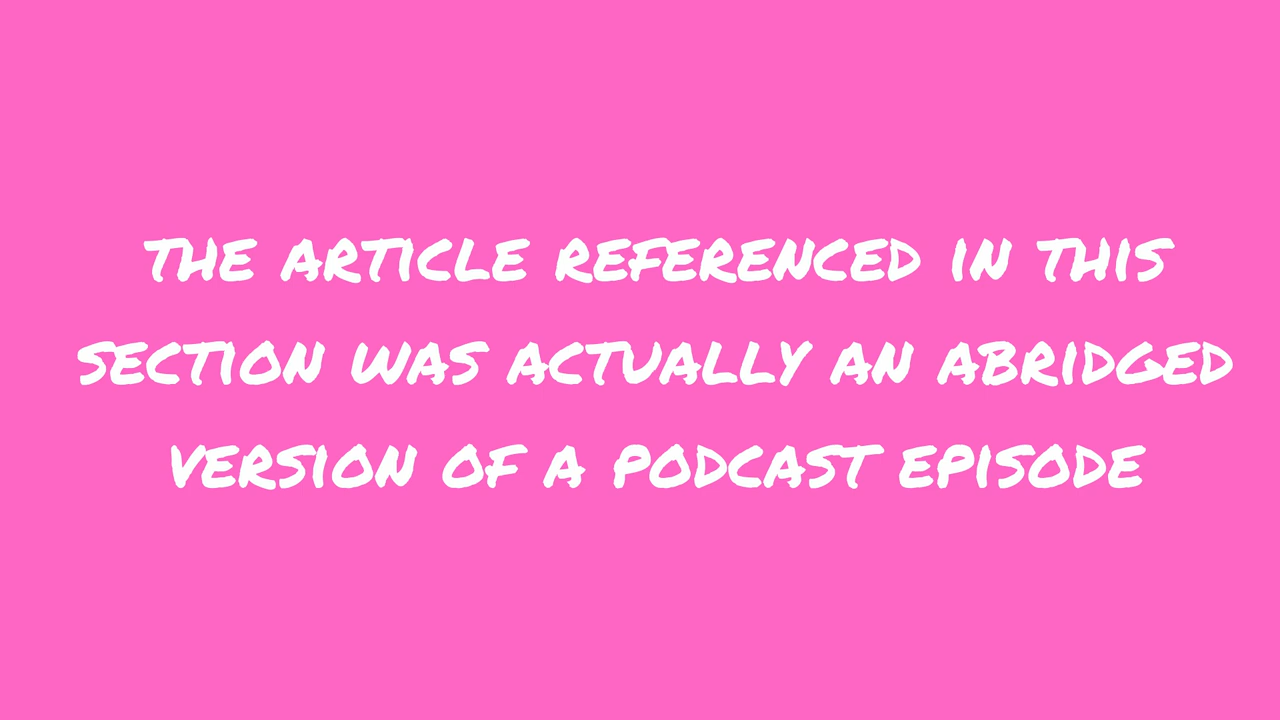 THE ARTICLE REFERENCED IN THIS
SECTION WAS ACTUALLY AN ABRIDGED
VERSION OF A PODCAST EPISODE